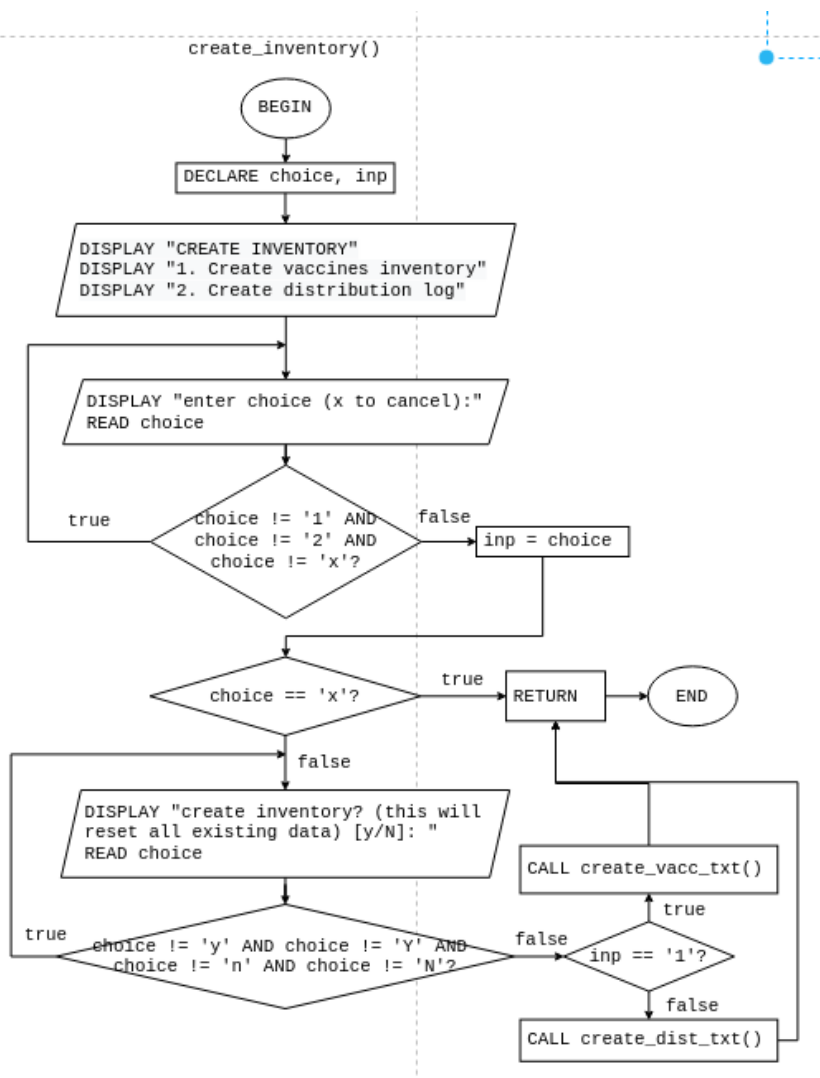 create_inventory()
BEGIN
DECLARE choice, inp
DISPLAY "CREATE INVENTORY"
DISPLAY "1. Create vaccines inventory"
DISPLAY "2. Create distribution log"
DISPLAY "enter choice (x to cancel):"
READ choice
true
choice != '1' AND
choice != '2' AND
choice != 'x'?
false
inp = choice
choice == 'x'?
true
RETURN
END
false
DISPLAY "create inventory? (this will
reset all existing data) [y/N]: "
READ choice
true
choice != 'y' AND choice != 'Y' AND
choice != 'n' AND choice != 'N'?
false
inp == '1'?
true
CALL create_vacc_txt()
false
CALL create_dist_txt()